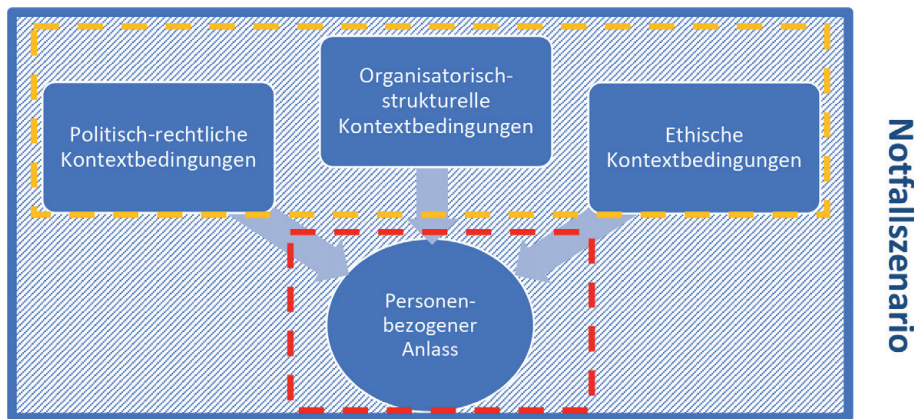 Organisatorisch-
strukturelle
Kontextbedingungen
Politisch-rechtliche
Kontextbedingungen
Ethische
Kontextbedingungen
Personen-
bezogener
Anlass
Notfallszenario